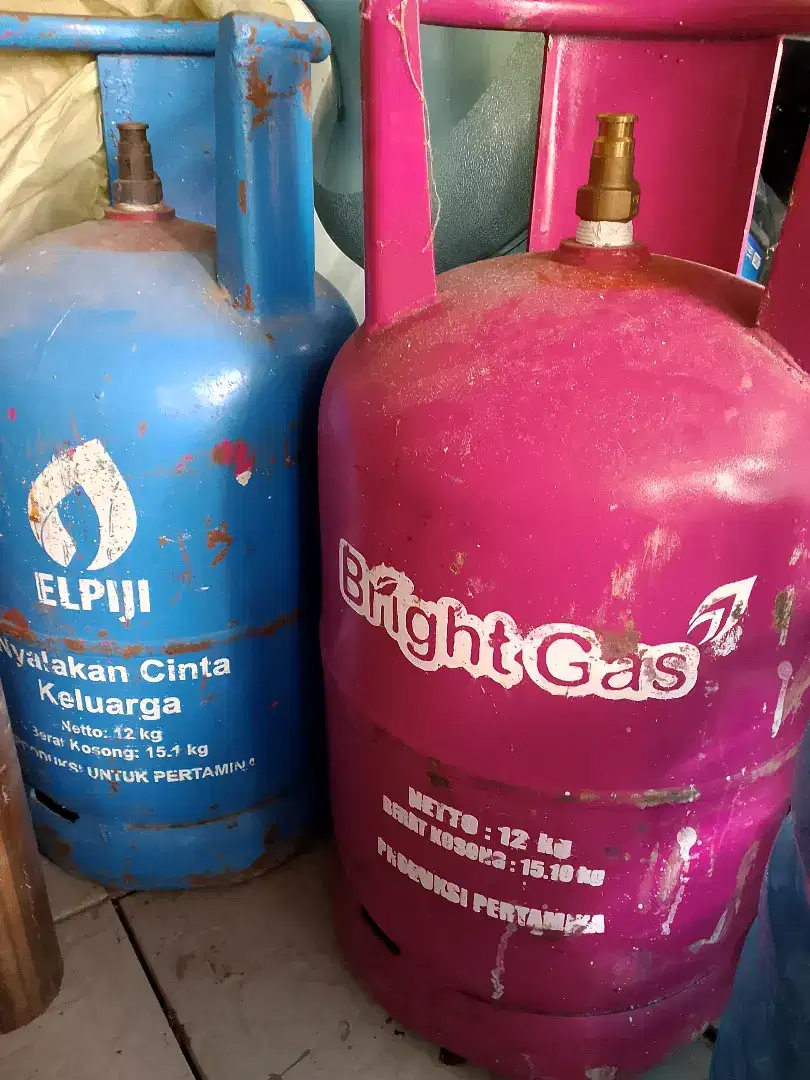 ELPIJI
Nyalakan Cinta
Keluarga
Netto: 12 kg
Berat Kosong: 15.1 kg
PRODUKSI UNTUK PERTAMINA
Bright Gas
NETTO : 12 kg
BERAT KOSONG : 15.10 kg
PRODUKSI PERTAMINA